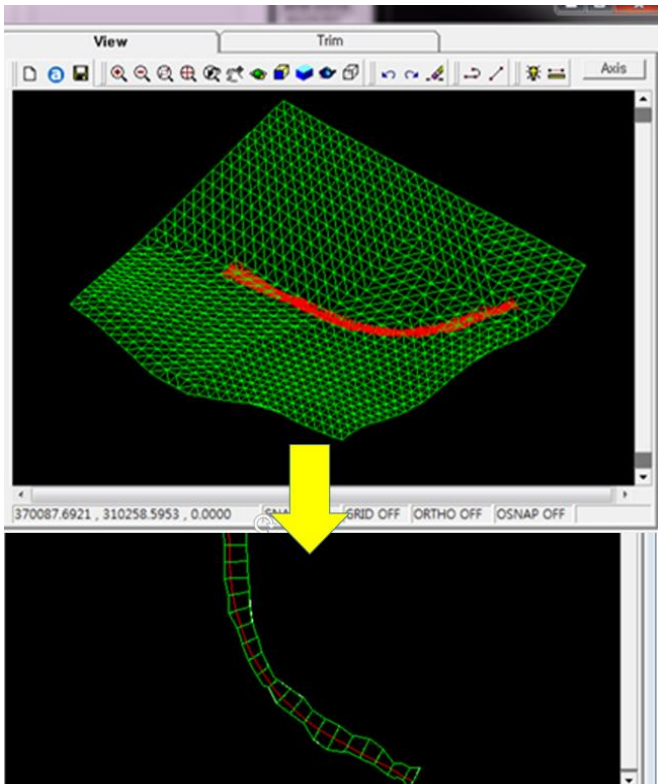 View
Trim
Axis
370087.6921 , 310258.5953 , 0.0000
GRID OFF
ORTHO OFF
OSNAP OFF